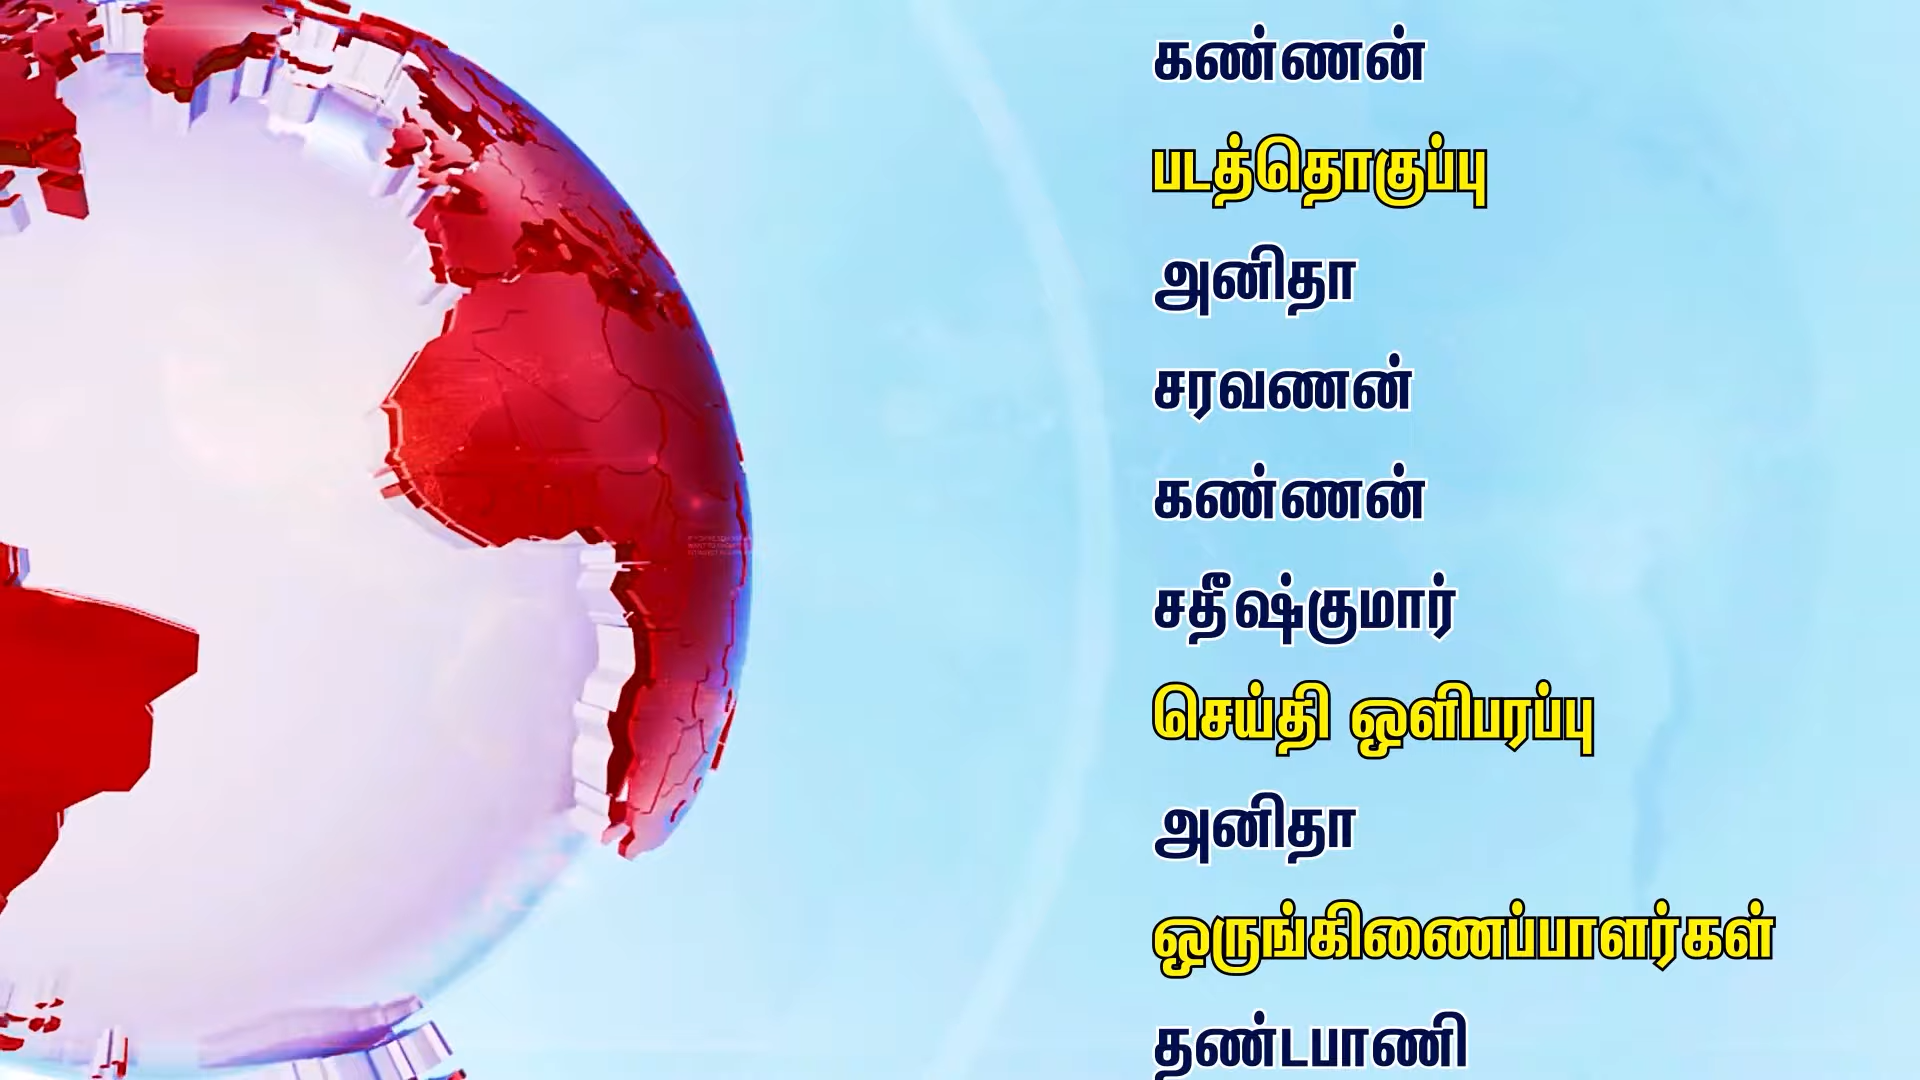 கண்ணன்
படத்தொகுப்பு
அனிதா
சரவணன்
கண்ணன்
சதீஷ்குமார்
செய்தி ஒளிபரப்பு
அனிதா
ஒருங்கிணைப்பாளர்கள்
தண்டபாணி